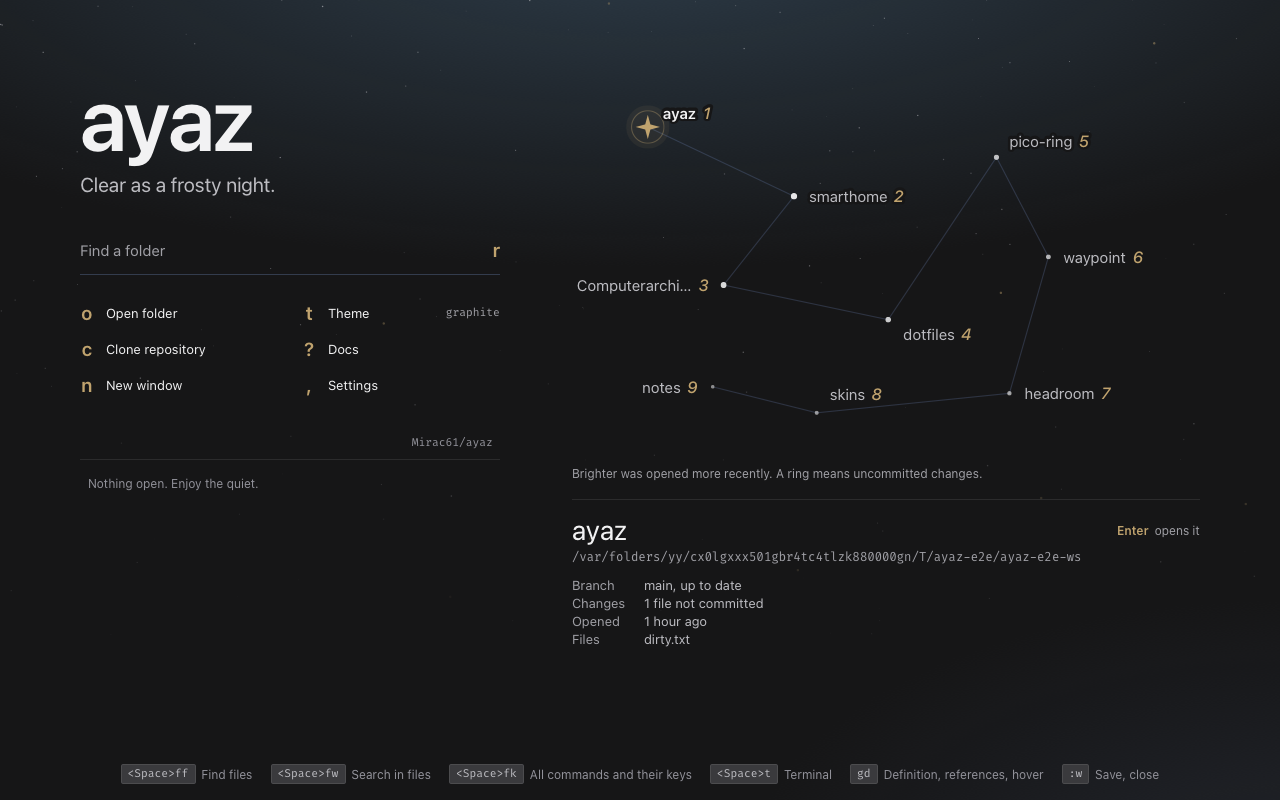 ayaz
Clear as a frosty night.
Find a folder r
o Open folder t Theme graphite
c Clone repository ? Docs
n New window , Settings
Mirac61/ayaz
Nothing open. Enjoy the quiet.
ayaz 1
pico-ring 5
smarthome 2
waypoint 6
Computerarchi... 3
dotfiles 4
notes 9
skins 8
headroom 7
Brighter was opened more recently. A ring means uncommitted changes.
ayaz Enter opens it
/var/folders/yy/cx0lgxxx501gbr4tc4tlzk880000gn/T/ayaz-e2e/ayaz-e2e-ws
Branch main, up to date
Changes 1 file not committed
Opened 1 hour ago
Files dirty.txt
<Space>ff Find files <Space>fw Search in files <Space>fk All commands and their keys <Space>t Terminal gd Definition, references, hover :w Save, close